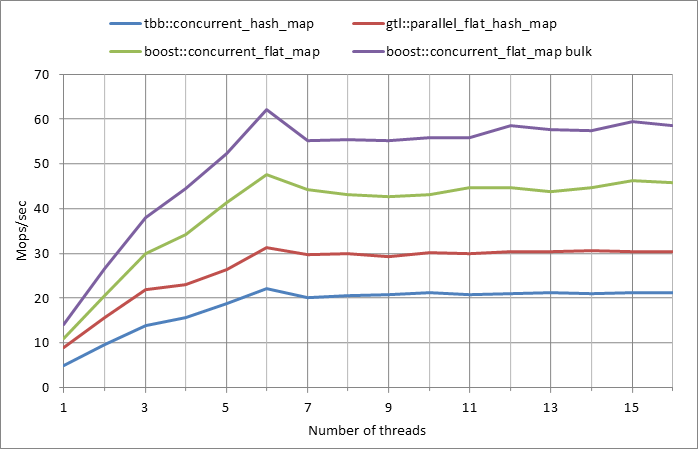 tbb::concurrent_hash_map gtl::parallel_flat_hash_map
boost::concurrent_flat_map boost::concurrent_flat_map bulk
70
60
50
40
30
20
10
0
Mops/sec
1 3 5 7 9 11 13 15
Number of threads